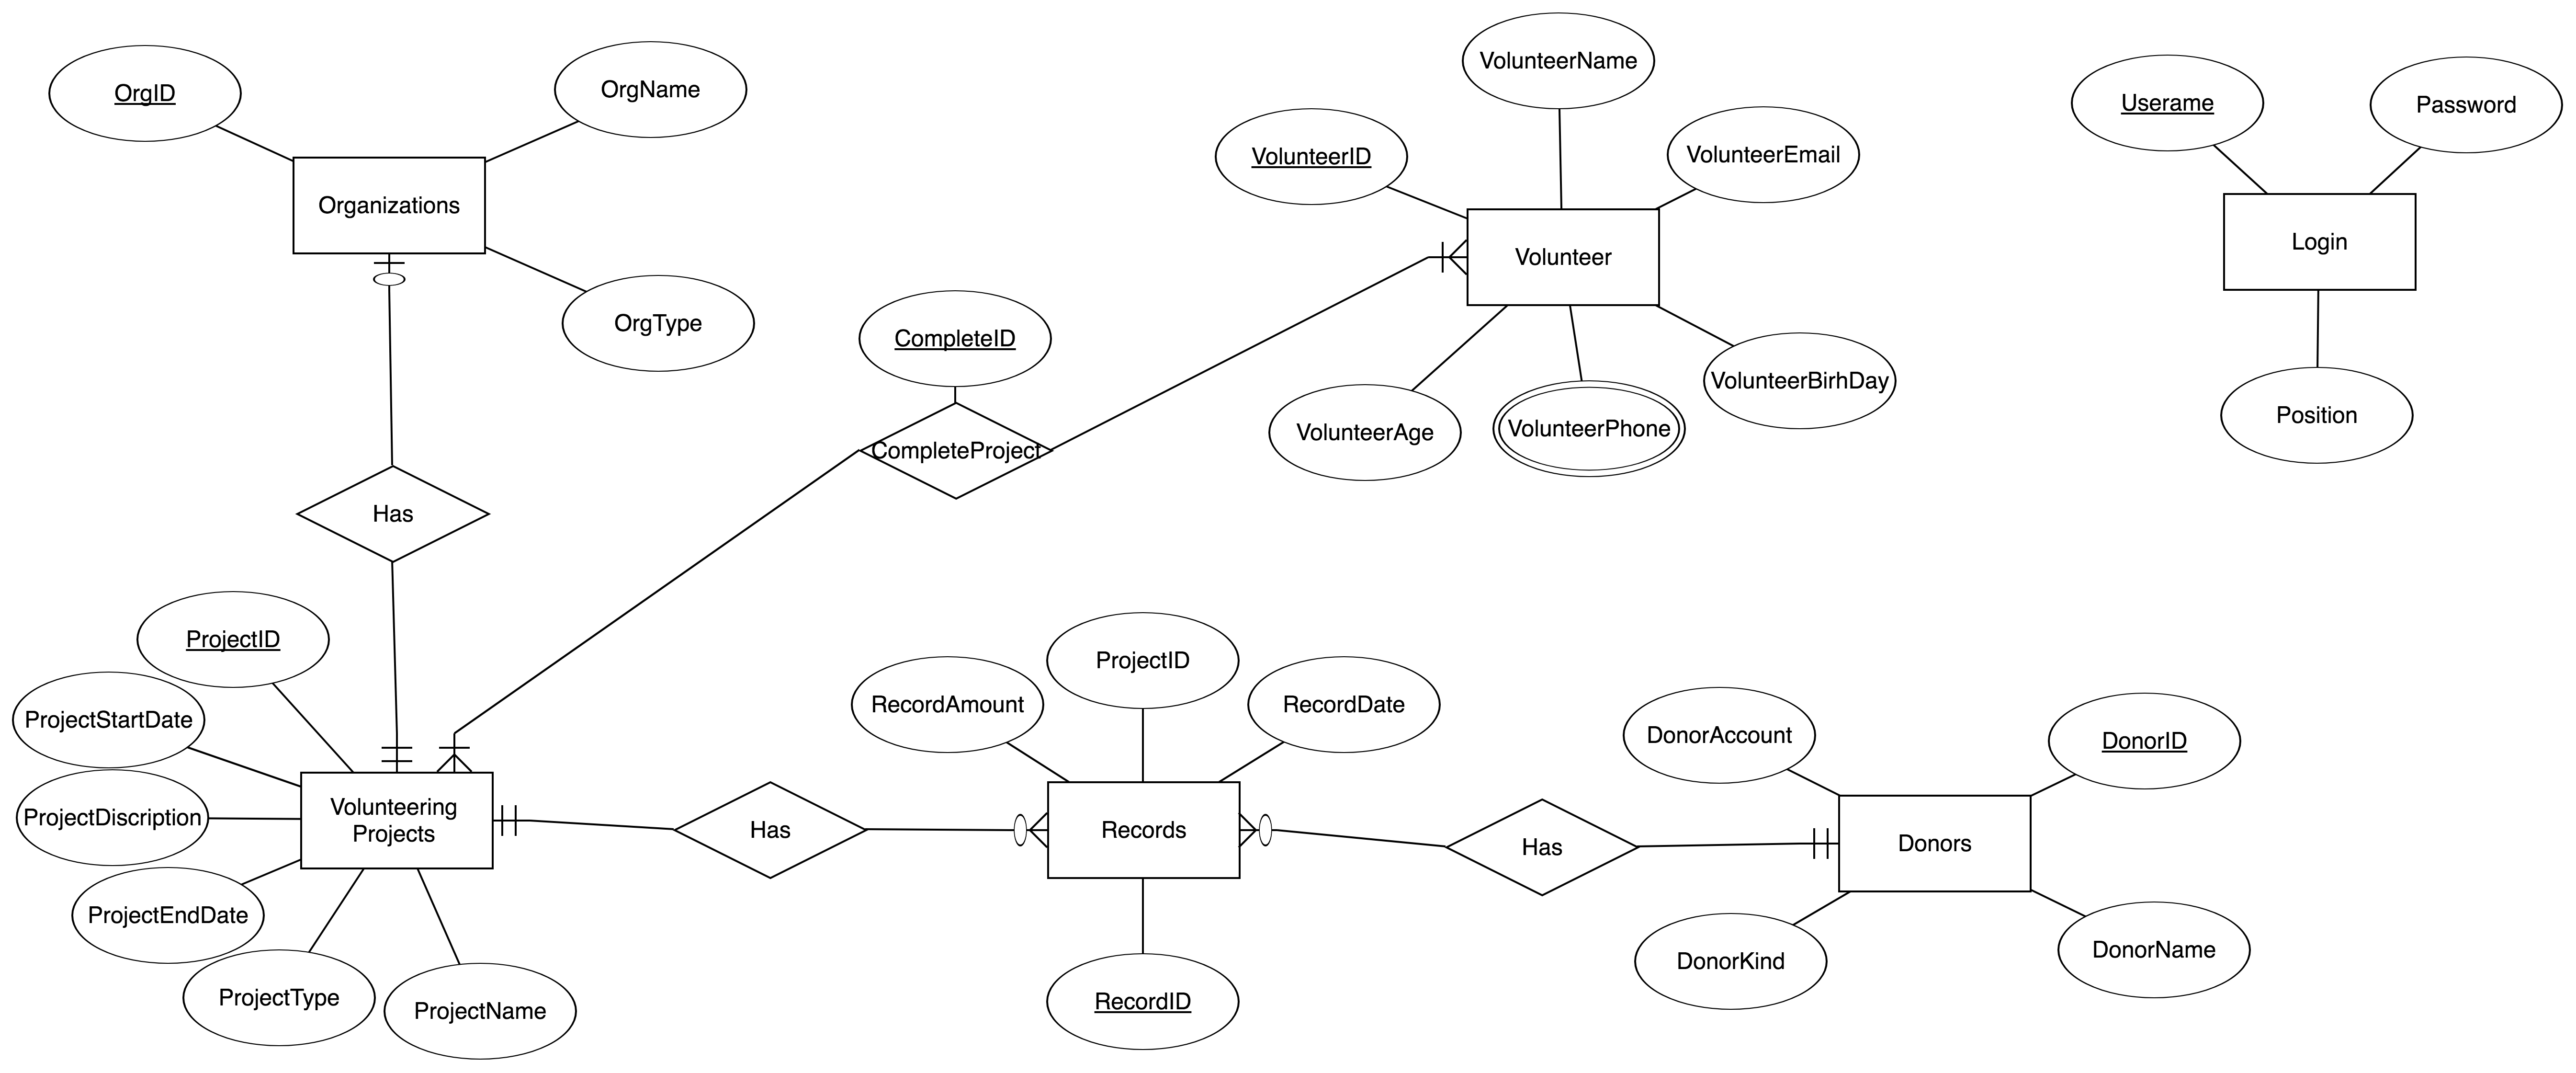 OrgID
OrgName
Organizations
OrgType
Has
VolunteerName
VolunteerID
VolunteerEmail
Volunteer
VolunteerAge
VolunteerPhone
VolunteerBirhDay
Userame
Password
Login
Position
CompleteID
CompleteProject
ProjectID
ProjectStartDate
ProjectDiscription
ProjectEndDate
ProjectType
ProjectName
Volunteering
Projects
Has
RecordAmount
ProjectID
RecordDate
Records
RecordID
Has
DonorAccount
DonorID
Donors
DonorKind
DonorName